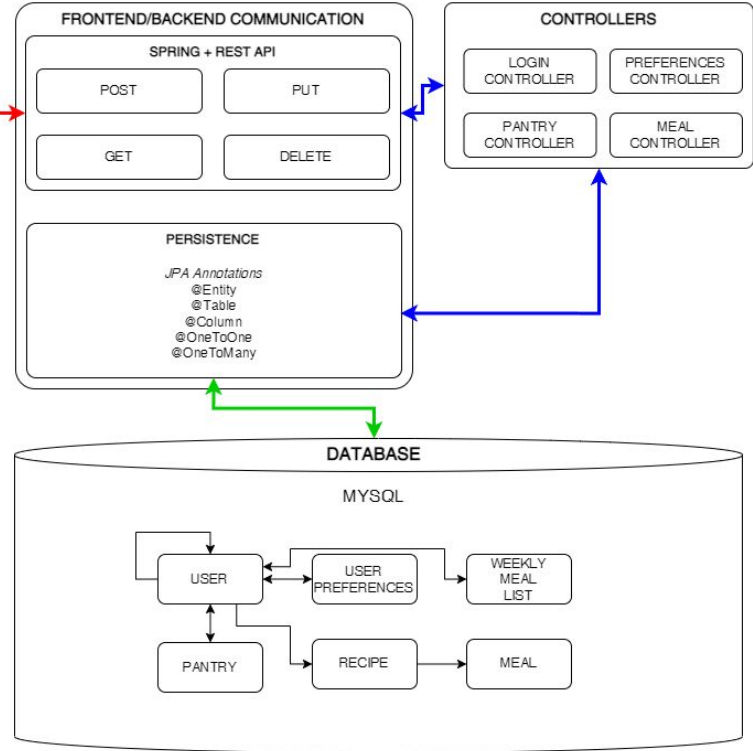 FRONTEND/BACKEND COMMUNICATION
SPRING + REST API
POST
PUT
GET
DELETE
PERSISTENCE
JPA Annotations
@Entity
@Table
@Column
@OneToOne
@OneToMany
CONTROLLERS
LOGIN
CONTROLLER
PREFERENCES
CONTROLLER
PANTRY
CONTROLLER
MEAL
CONTROLLER
DATABASE
MYSQL
USER
USER
PREFERENCES
WEEKLY
MEAL
LIST
PANTRY
RECIPE
MEAL